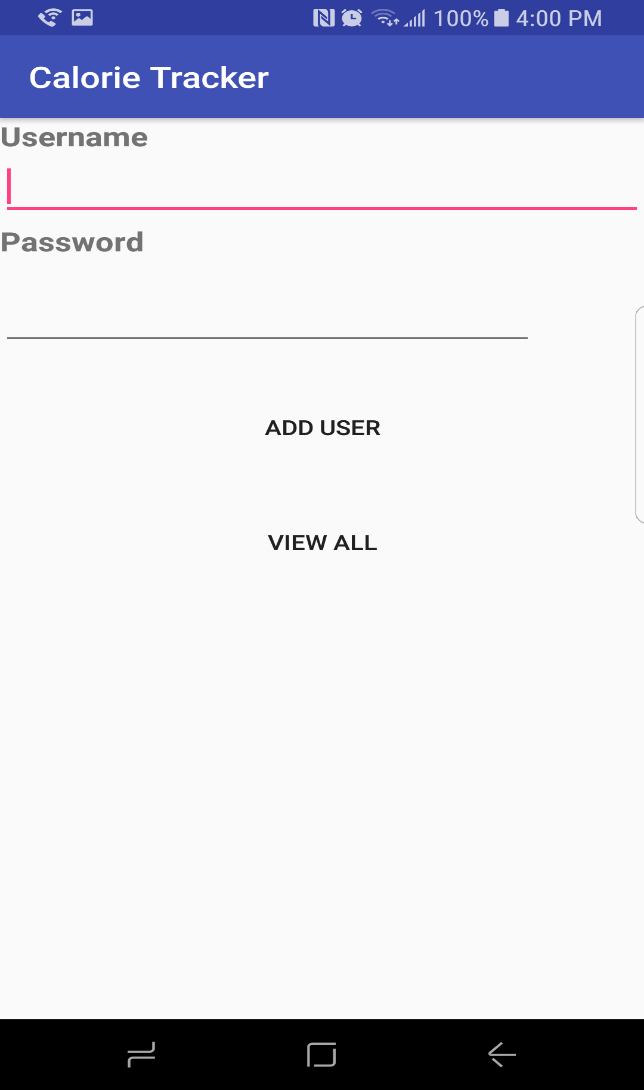 100% 4:00 PM
Calorie Tracker
Username
Password
ADD USER
VIEW ALL